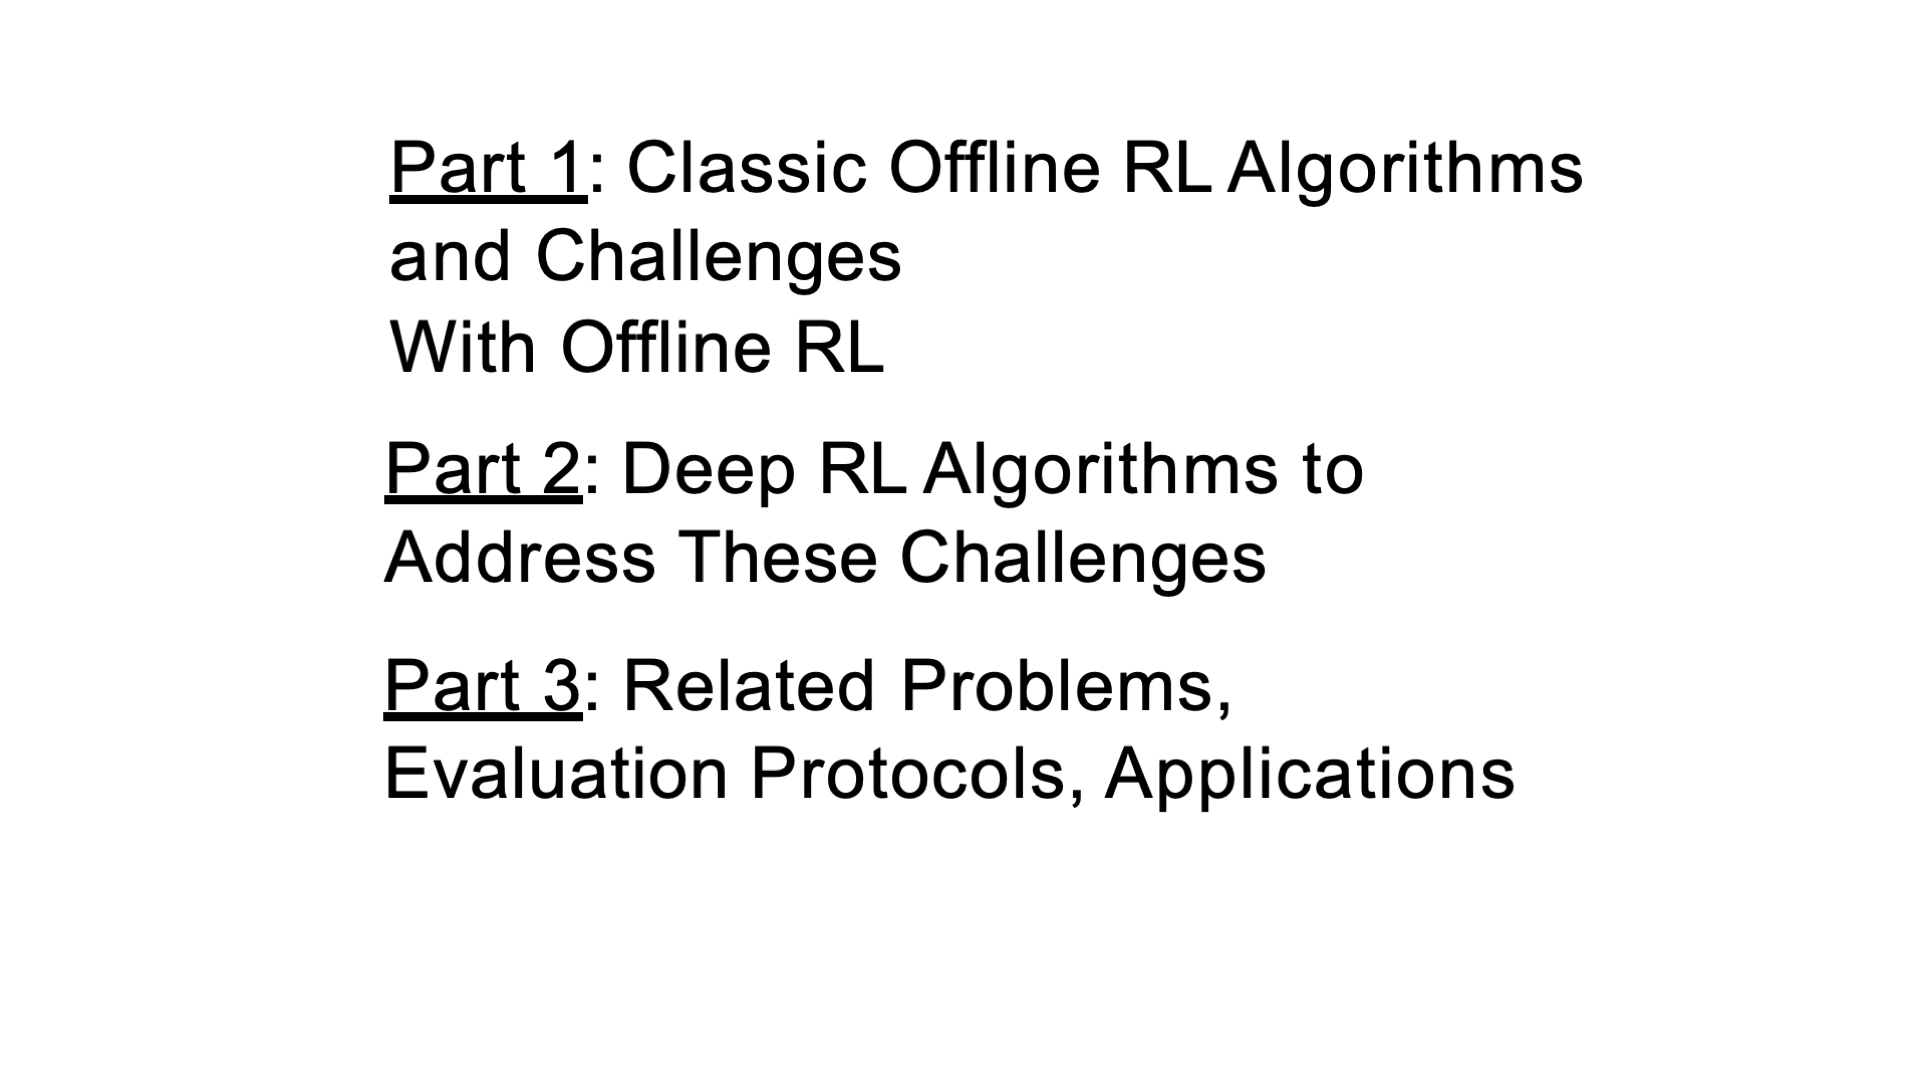 Part 1: Classic Offline RL Algorithms
and Challenges
With Offline RL
Part 2: Deep RL Algorithms to
Address These Challenges
Part 3: Related Problems,
Evaluation Protocols, Applications